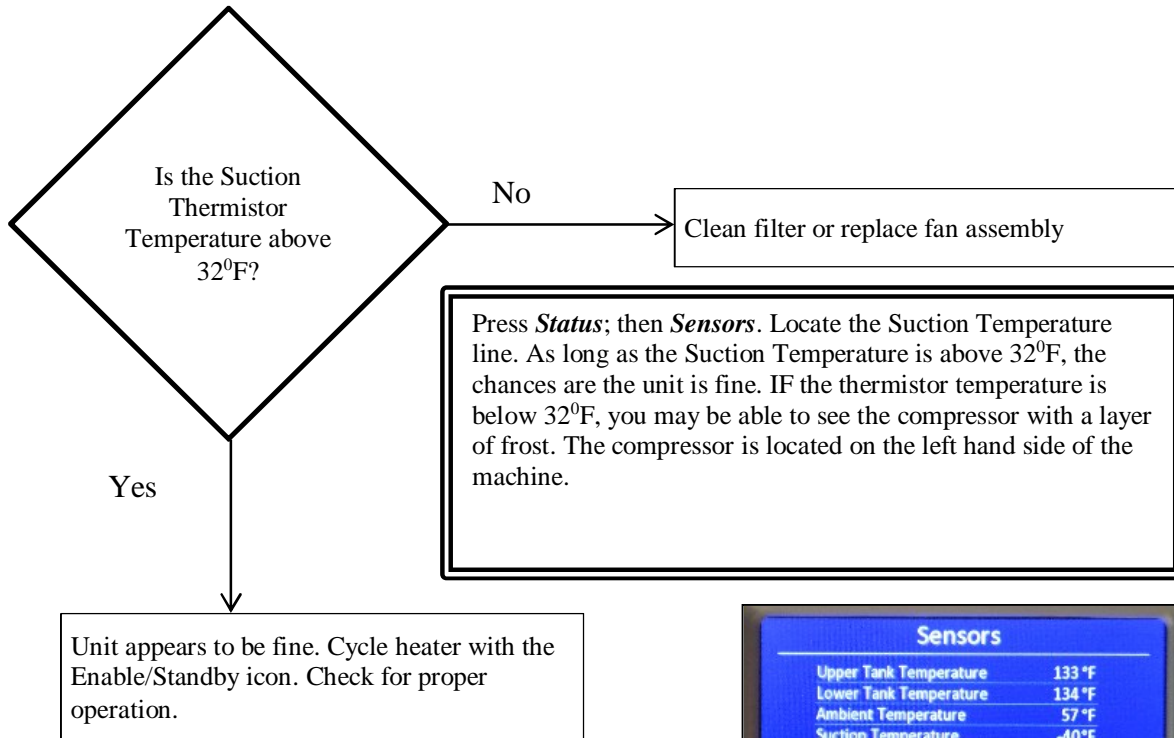 Is the Suction
Thermistor
Temperature above
32⁰F?
No
Clean filter or replace fan assembly
Press Status; then Sensors. Locate the Suction Temperature
line. As long as the Suction Temperature is above 32⁰F, the
chances are the unit is fine. IF the thermistor temperature is
below 32⁰F, you may be able to see the compressor with a layer
of frost. The compressor is located on the left hand side of the
machine.
Yes
Unit appears to be fine. Cycle heater with the
Enable/Standby icon. Check for proper
operation.
Sensors
Upper Tank Temperature 133 °F
Lower Tank Temperature 134 °F
Ambient Temperature 57 °F
Suction Temperature -40°F